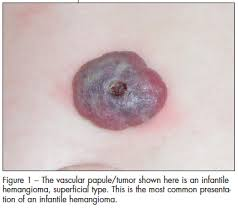 Figure 1 – The vascular papule/tumor shown here is an infantile
hemangioma, superficial type. This is the most common presenta-
tion of an infantile hemangioma.